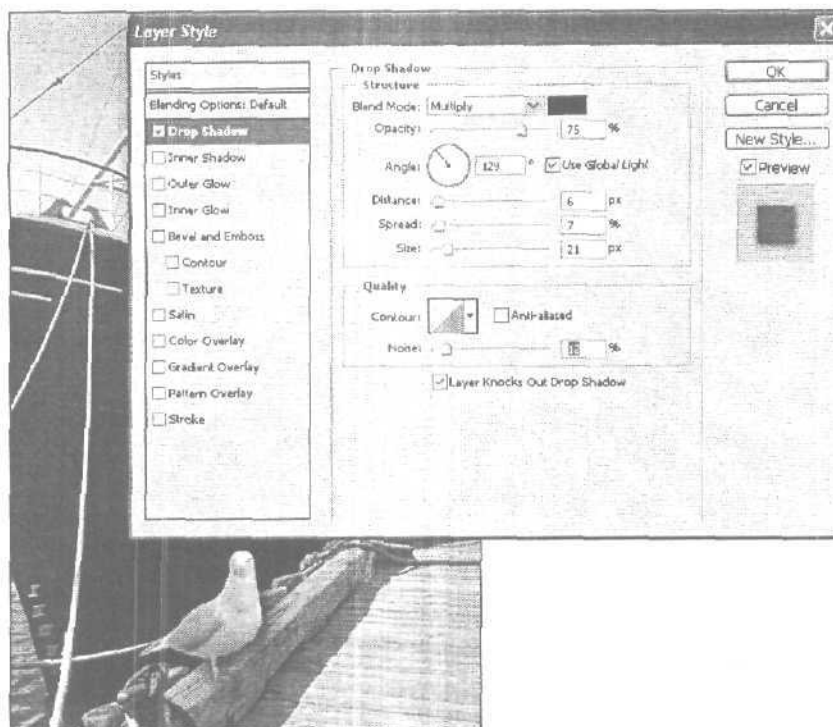 Layer Style
Styles
Blending Options: Default
Drop Shadow
Inner Shadow
Outer Glow
Inner Glow
Bevel and Emboss
Contour
Texture
Satin
Color Overlay
Gradient Overlay
Pattern Overlay
Stroke
Drop Shadow
Structure
Blend Mode: Multiply
Opacity: 75 %
Angle: 129 ° Use Global Light
Distance: 6 px
Spread: 7 %
Size: 21 px
Quality
Contour: Anti-aliased
Noise: %
Layer Knocks Out Drop Shadow
OK
Cancel
New Style...
Preview